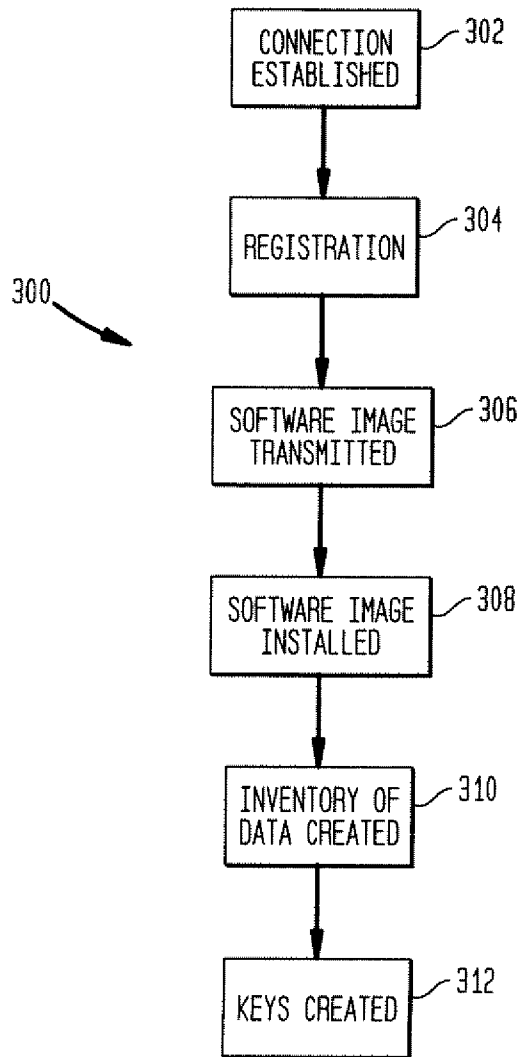 CONNECTION
ESTABLISHED
302
REGISTRATION
304
300
SOFTWARE IMAGE
TRANSMITTED
306
SOFTWARE IMAGE
INSTALLED
308
INVENTORY OF
DATA CREATED
310
KEYS CREATED
312